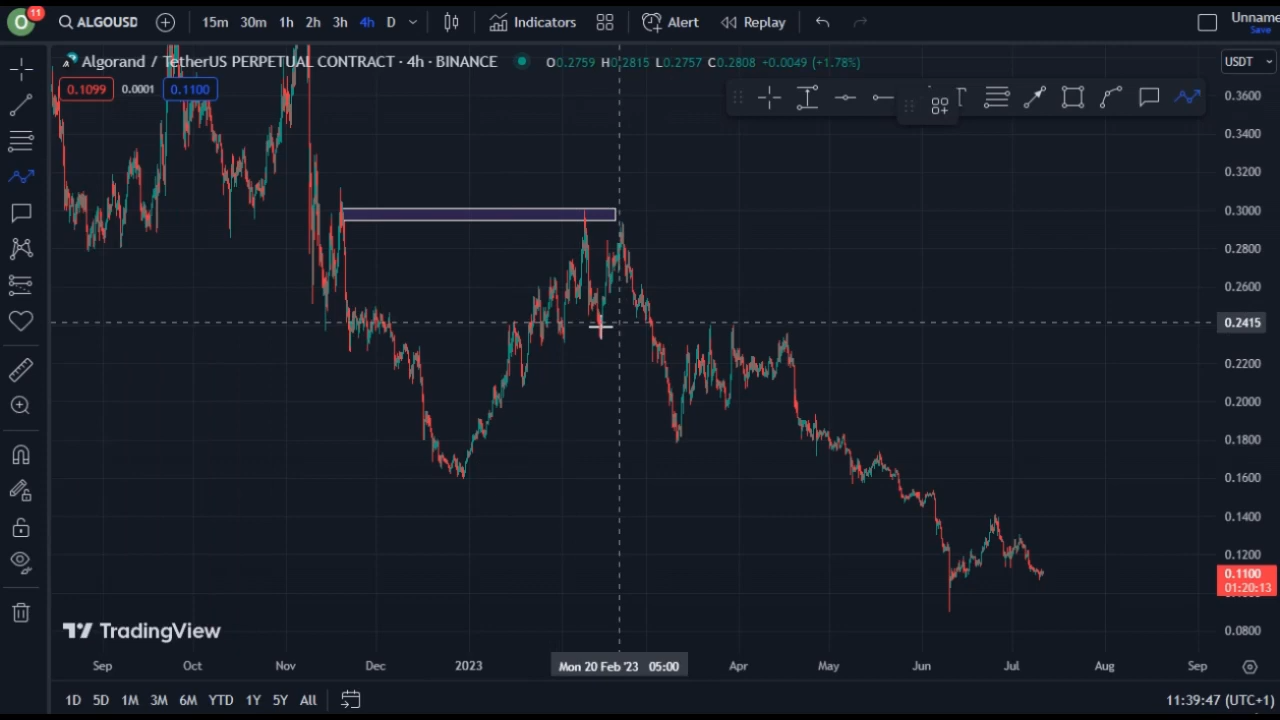 O 11 ALGOUSD 15m 30m 1h 2h 3h 4h D Indicators Alert Replay Unname
Save
Algorand / TetherUS PERPETUAL CONTRACT · 4h · BINANCE O0.2759 H0.2815 L0.2757 C0.2808 +0.0049 (+1.78%) USDT
0.1099 0.0001 0.1100
T
0.3600
0.3400
0.3200
0.3000
0.2800
0.2600
0.2415
0.2200
0.2000
0.1800
0.1600
0.1400
0.1200
0.1100
01:20:13
0.0800
TradingView
Sep Oct Nov Dec 2023 Mon 20 Feb '23 05:00 Apr May Jun Jul Aug Sep
1D 5D 1M 3M 6M YTD 1Y 5Y All 11:39:47 (UTC+1)